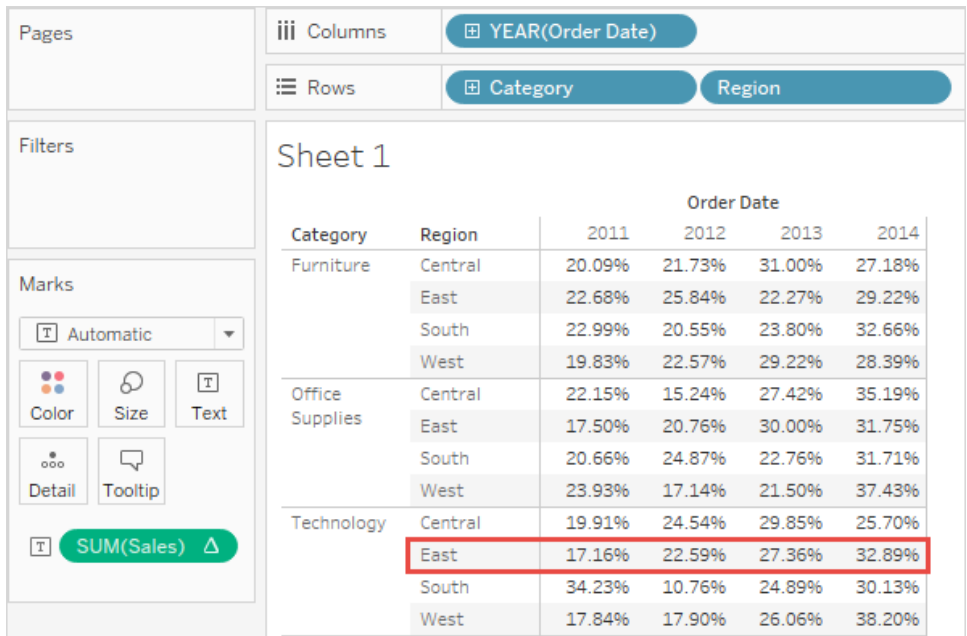 Pages
Columns
YEAR(Order Date)
Rows
Category Region
Filters
Marks
Automatic
Color Size Text
Detail Tooltip
SUM(Sales)
Sheet 1
Order Date
Category Region 2011 2012 2013 2014
Furniture Central 20.09% 21.73% 31.00% 27.18%
East 22.68% 25.84% 22.27% 29.22%
South 22.99% 20.55% 23.80% 32.66%
West 19.83% 22.57% 29.22% 28.39%
Office Central 22.15% 15.24% 27.42% 35.19%
Supplies East 17.50% 20.76% 30.00% 31.75%
South 20.66% 24.87% 22.76% 31.71%
West 23.93% 17.14% 21.50% 37.43%
Technology Central 19.91% 24.54% 29.85% 25.70%
East 17.16% 22.59% 27.36% 32.89%
South 34.23% 10.76% 24.89% 30.13%
West 17.84% 17.90% 26.06% 38.20%